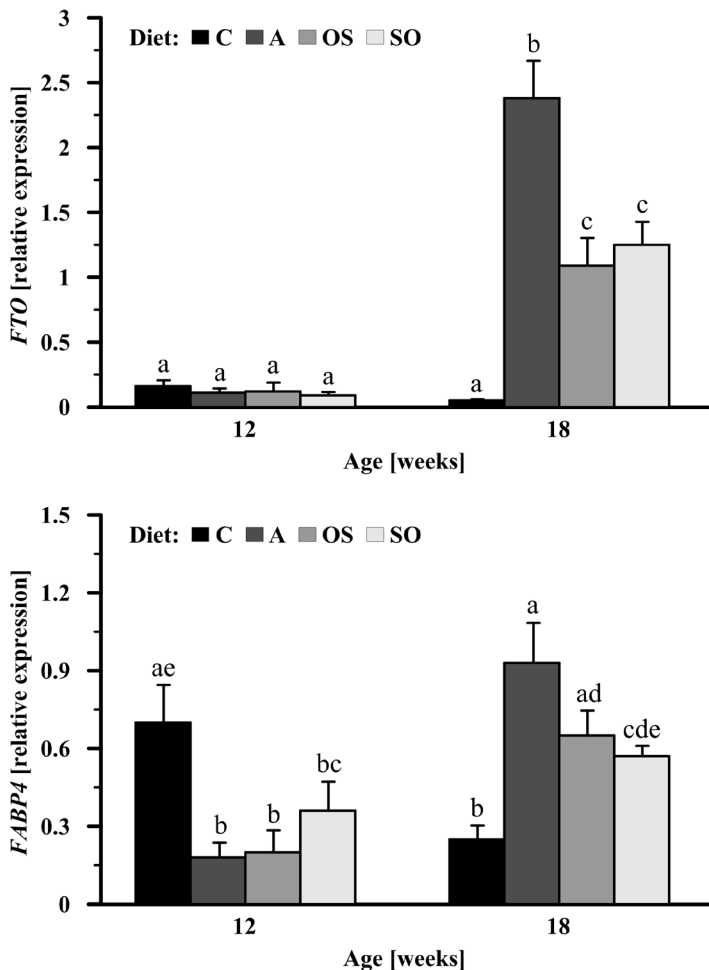 3
Diet: C A OS SO
b
2.5
2
FTO [relative expression]
1.5
c c
1
0.5
a a a a a
0
12 18
Age [weeks]
1.5
Diet: C A OS SO
1.2
a
ae
0.9
FABP4 [relative expression]
ad
cde
0.6
bc
b b b
0.3
0
12 18
Age [weeks]